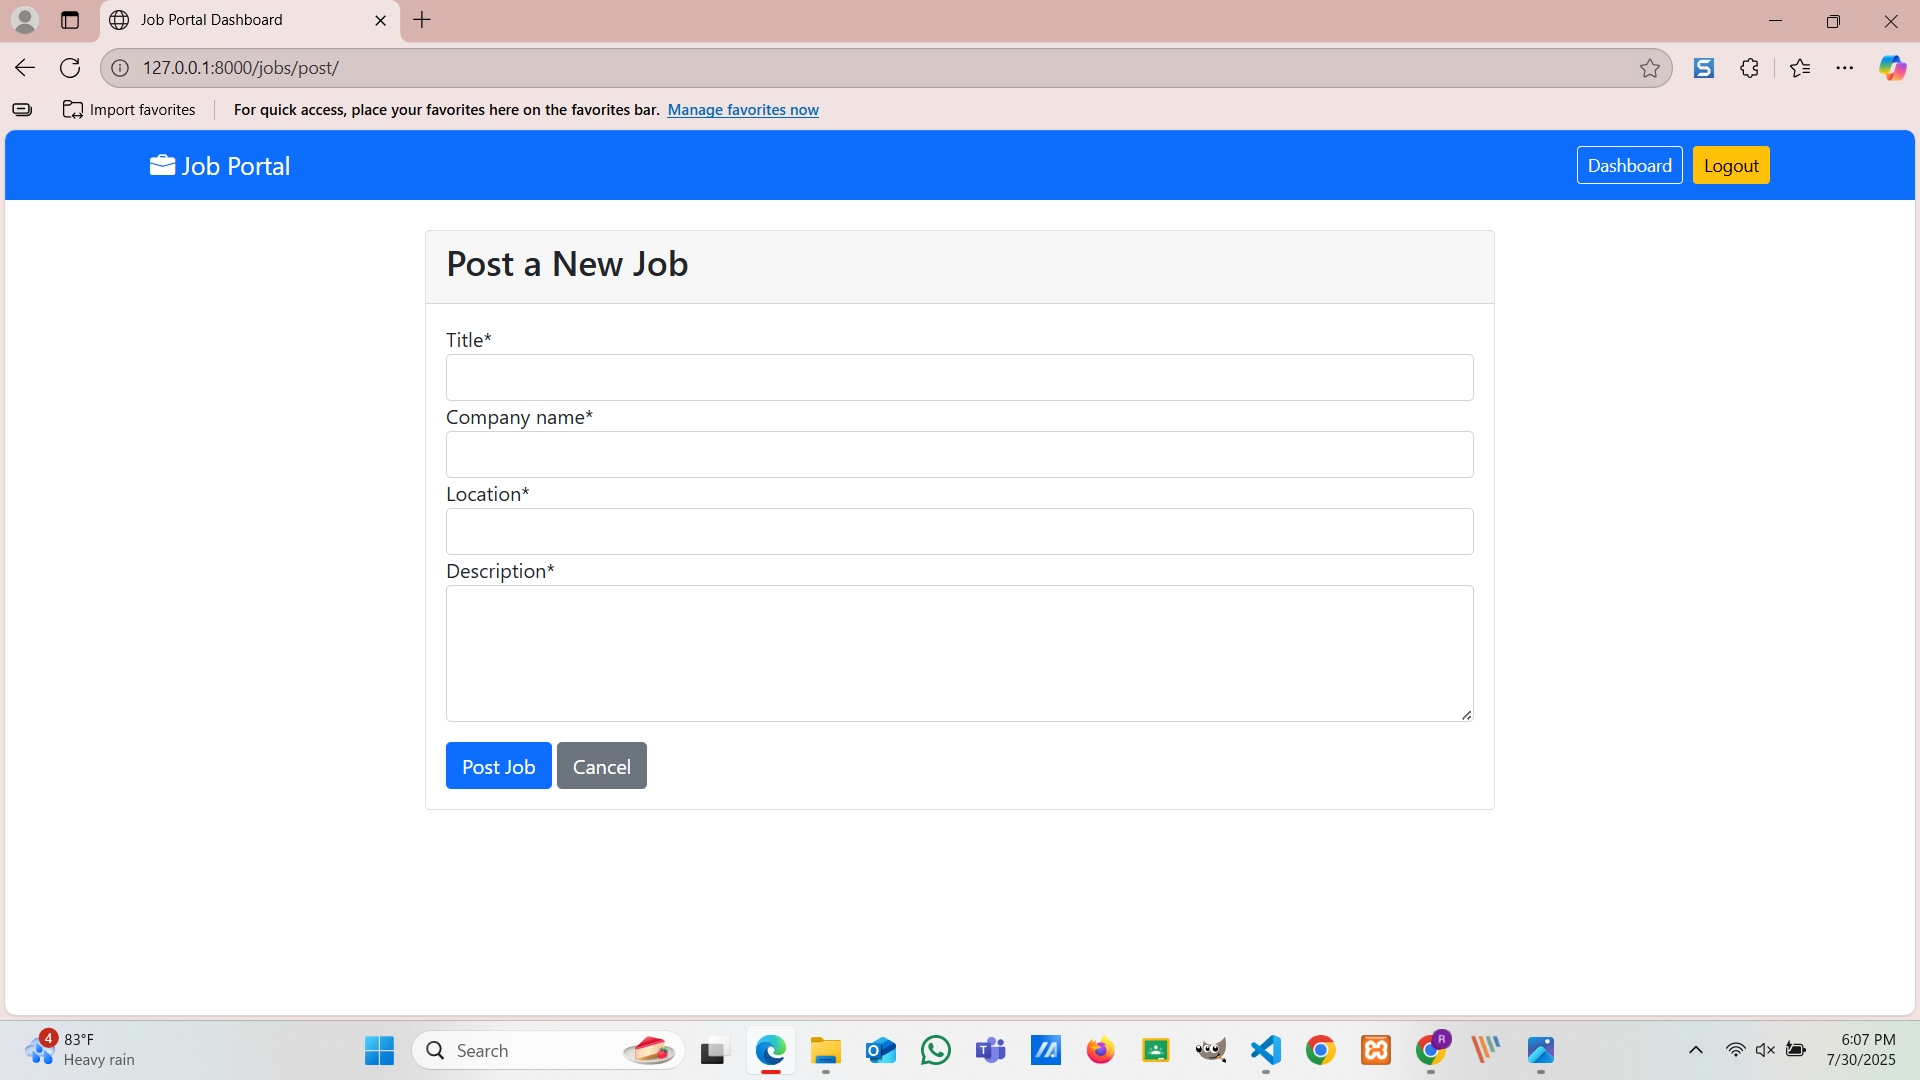 Job Portal Dashboard
127.0.0.1:8000/jobs/post/
Import favorites
For quick access, place your favorites here on the favorites bar. Manage favorites now
Job Portal
Dashboard
Logout
Post a New Job
Title*
Company name*
Location*
Description*
Post Job
Cancel
4
83°F
Heavy rain
Search
R
6:07 PM
7/30/2025